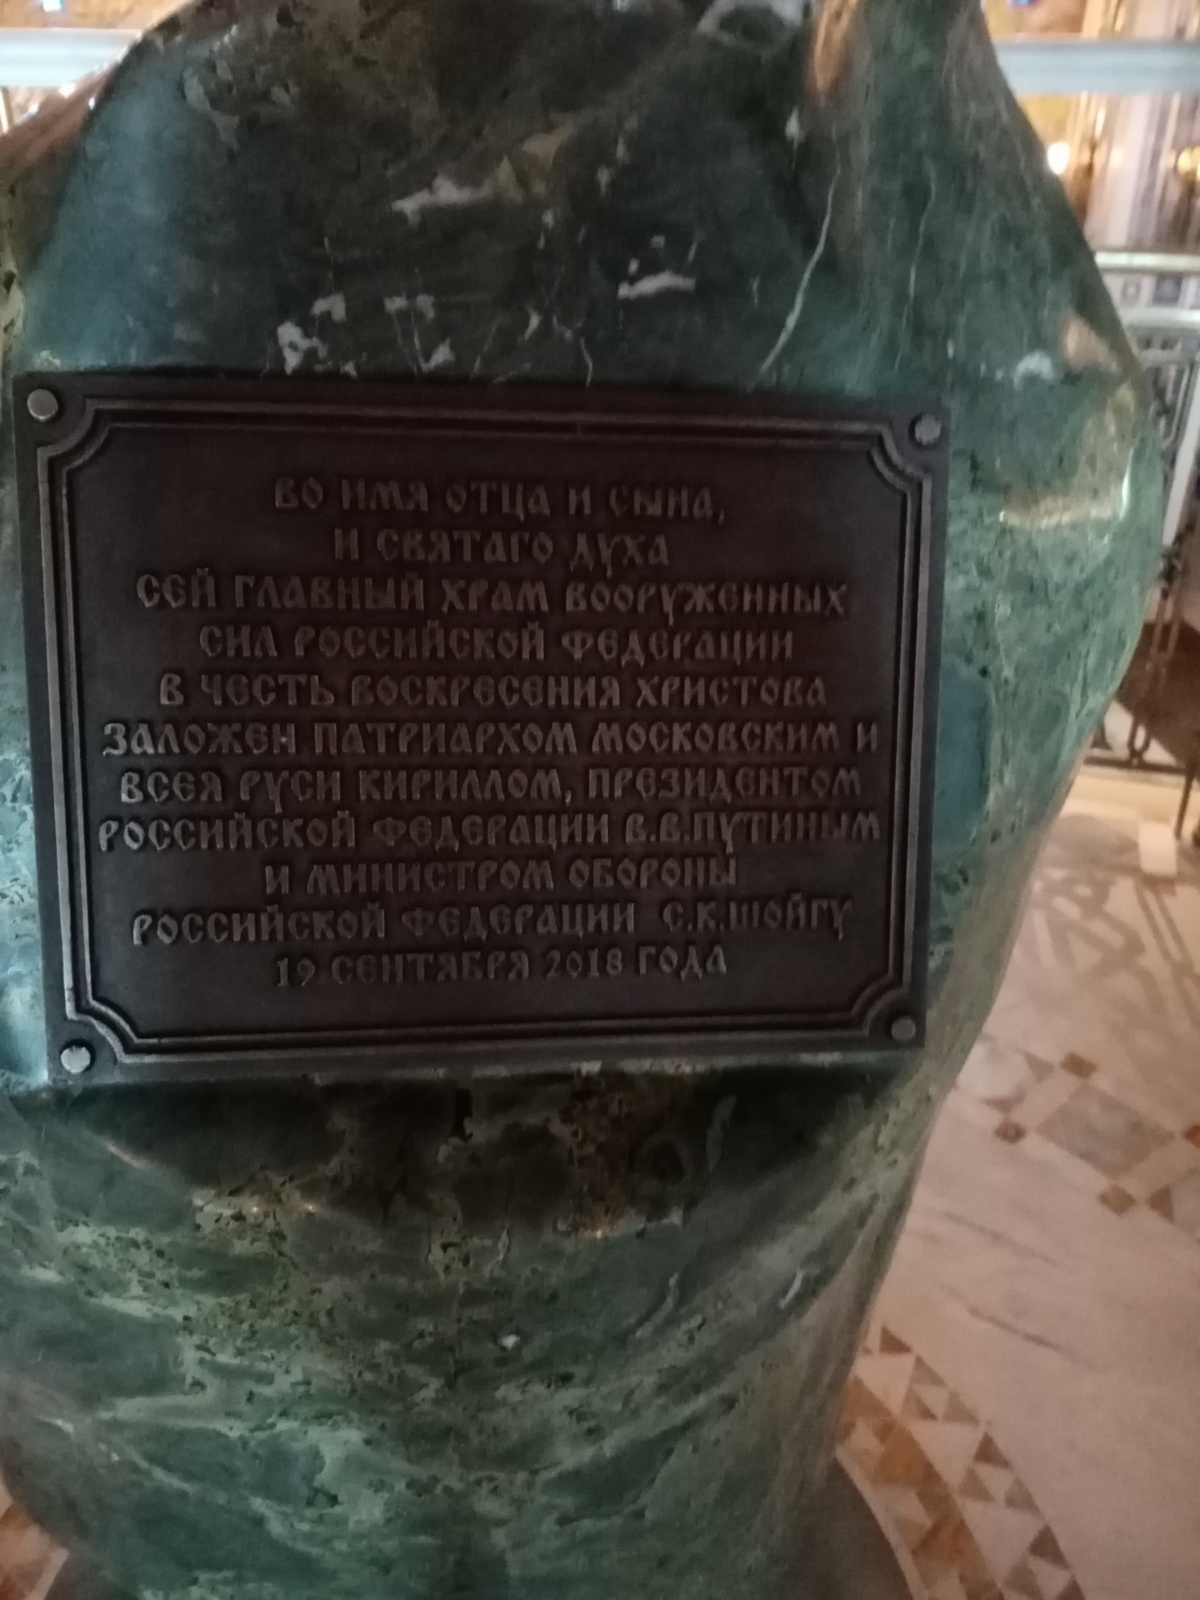 ВО ИМЯ ОТЦА И СЫНА,
И СВЯТАГО ДУХА
СЕЙ ГЛАВНЫЙ ХРАМ ВООРУЖЕННЫХ
СИЛ РОССИЙСКОЙ ФЕДЕРАЦИИ
В ЧЕСТЬ ВОСКРЕСЕНИЯ ХРИСТОВА
ЗАЛОЖЕН ПАТРИАРХОМ МОСКОВСКИМ И
ВСЕЯ РУСИ КИРИЛЛОМ, ПРЕЗИДЕНТОМ
РОССИЙСКОЙ ФЕДЕРАЦИИ В.В.ПУТИНЫМ
И МИНИСТРОМ ОБОРОНЫ
РОССИЙСКОЙ ФЕДЕРАЦИИ С.К.ШОЙГУ
19 СЕНТЯБРЯ 2018 ГОДА